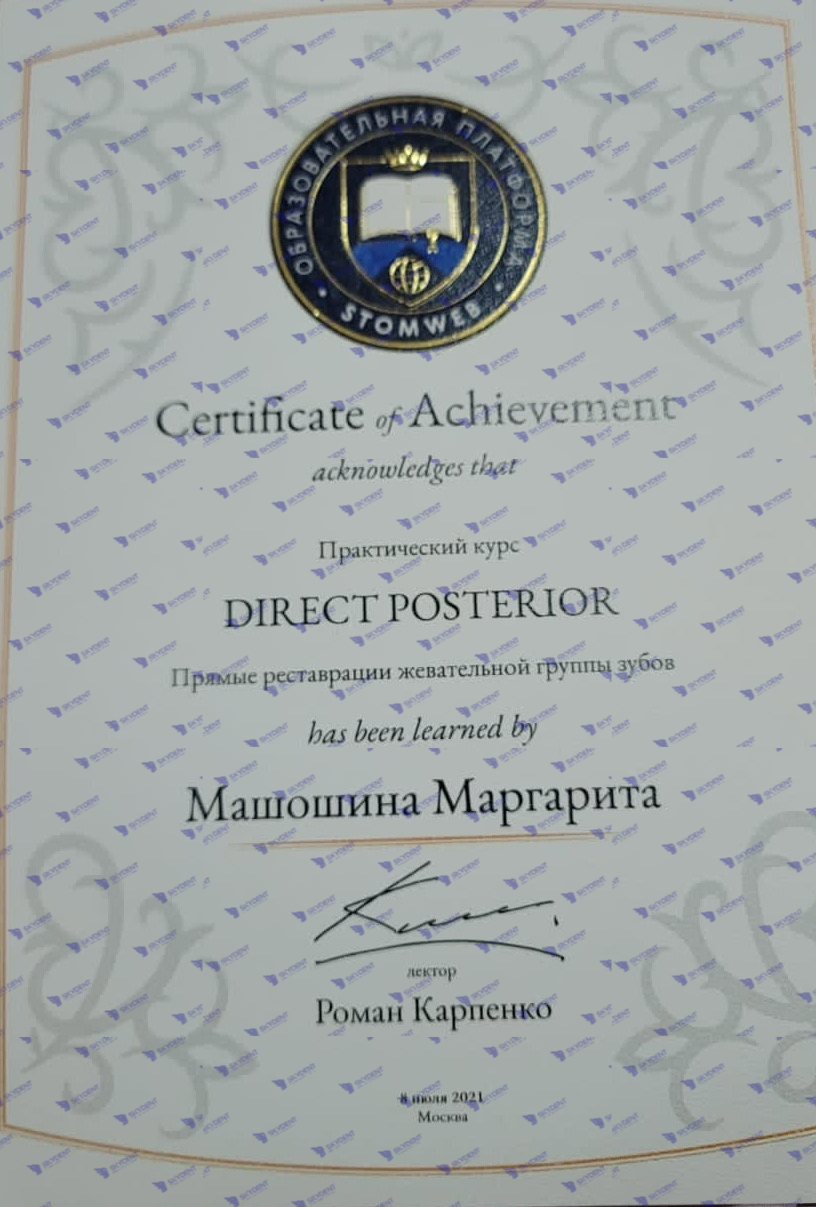 ОБРАЗОВАТЕЛЬНАЯ ПЛАТФОРМА
STOMWEB
Certificate of Achievement
acknowledges that
Практический курс
DIRECT POSTERIOR
Прямые реставрации жевательной группы зубов
has been learned by
Машошина Маргарита
лектор
Роман Карпенко
8 июля 2021
Москва
SKYDENT